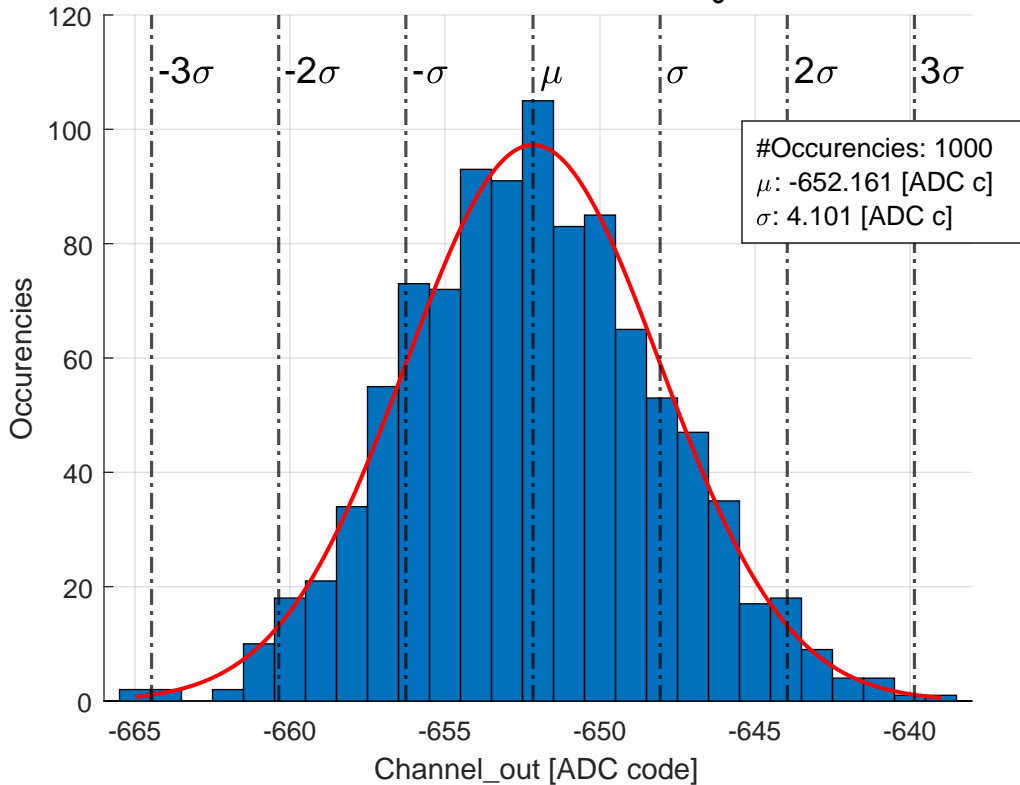 120
100
80
60
40
20
0
-3σ
-2σ
-σ
μ
σ
2σ
3σ
#Occurencies: 1000
μ: -652.161 [ADC c]
σ: 4.101 [ADC c]
Occurencies
-665
-660
-655
-650
-645
-640
Channel_out [ADC code]